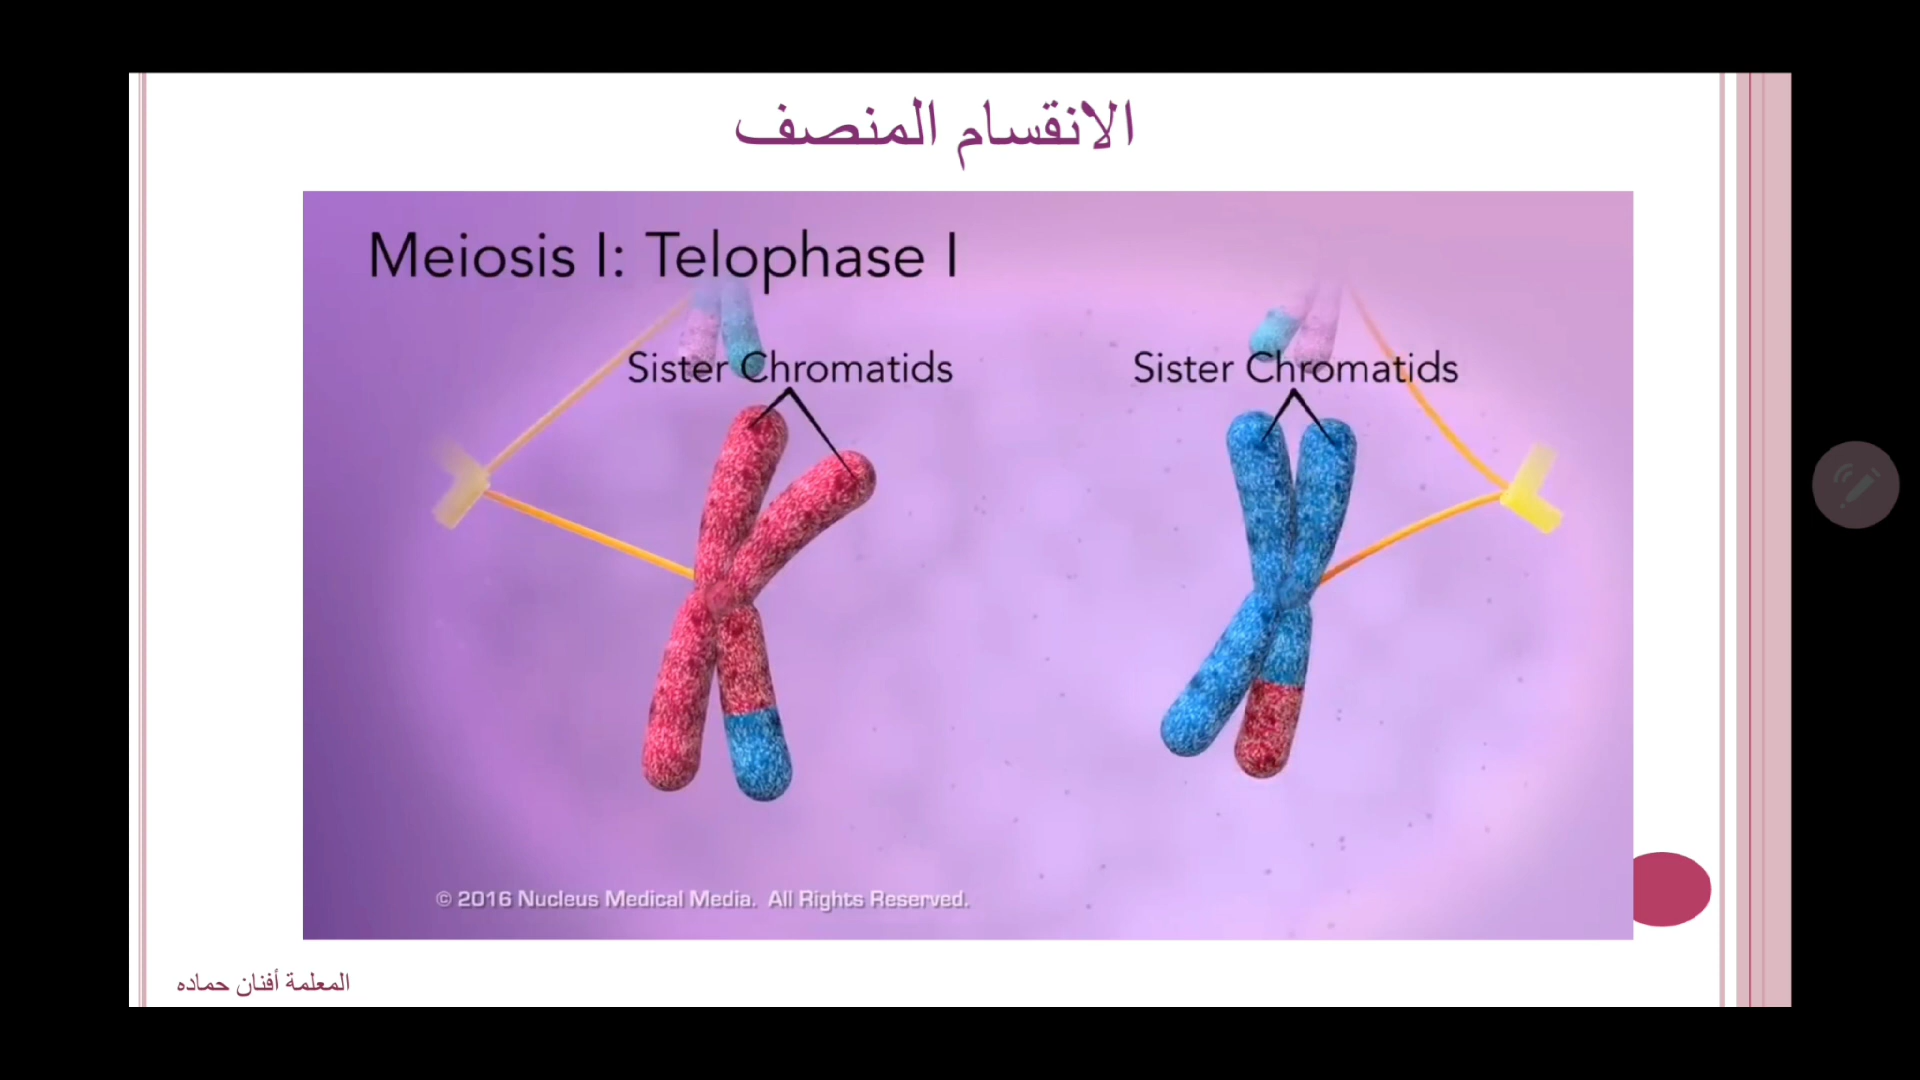 الانقسام المنصف
Meiosis I: Telophase I
Sister Chromatids
Sister Chromatids
© 2016 Nucleus Medical Media. All Rights Reserved.
المعلمة أفنان حماده